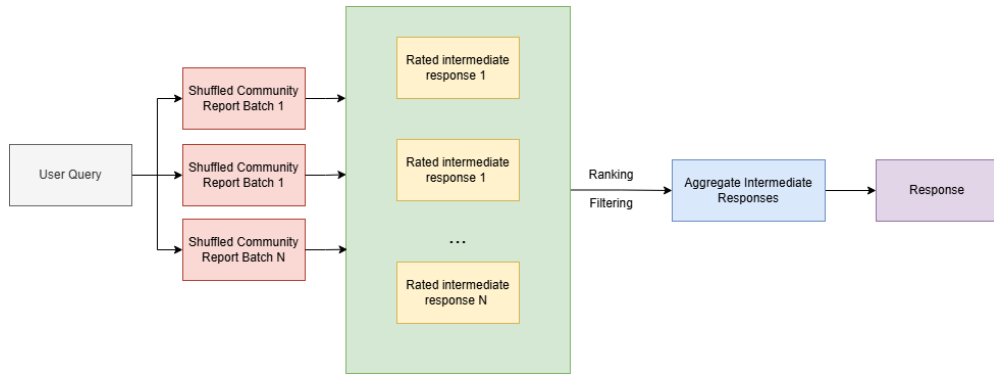 User Query
Shuffled Community
Report Batch 1
Shuffled Community
Report Batch 1
Shuffled Community
Report Batch N
Rated intermediate
response 1
Rated intermediate
response 1
...
Rated intermediate
response N
Ranking
Filtering
Aggregate Intermediate
Responses
Response